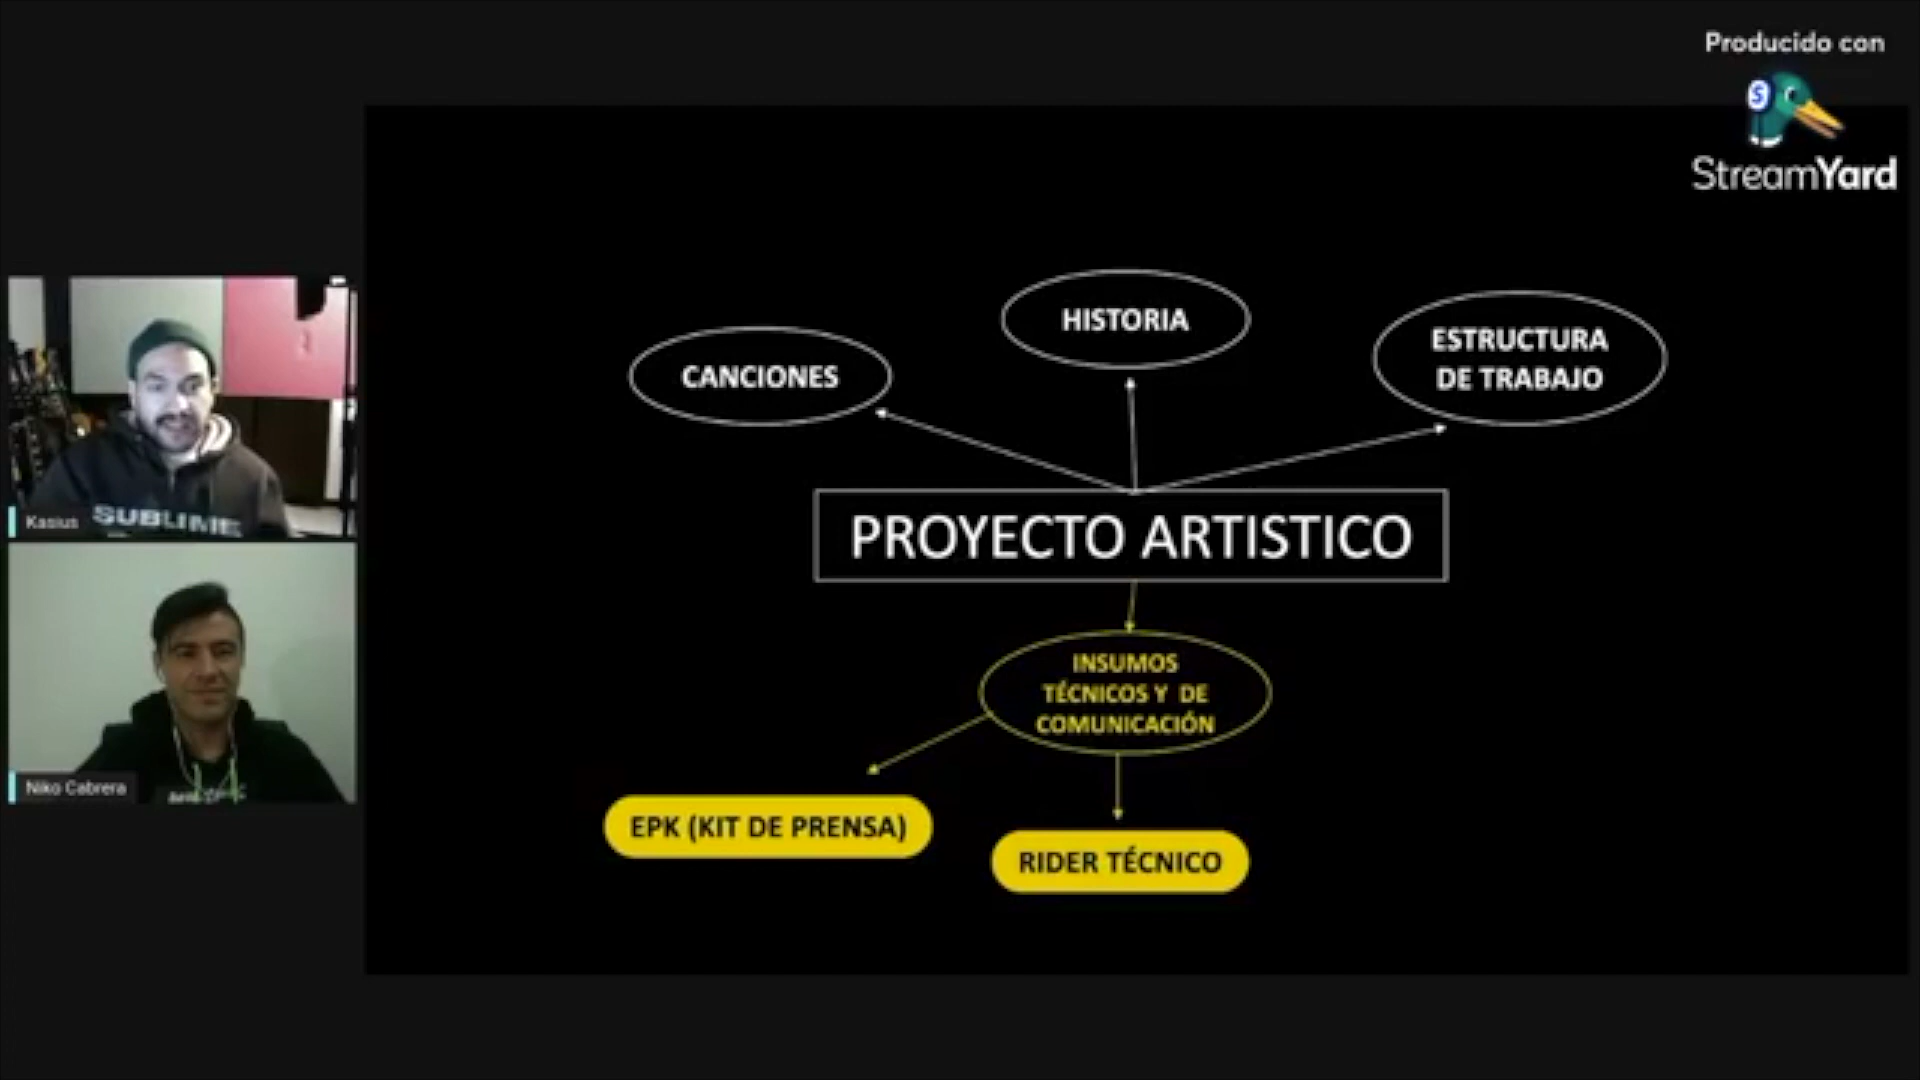 Producido con
StreamYard
HISTORIA
CANCIONES
ESTRUCTURA
DE TRABAJO
PROYECTO ARTISTICO
INSUMOS
TÉCNICOS Y DE
COMUNICACIÓN
EPK (KIT DE PRENSA)
RIDER TÉCNICO
Kasius
SUBLIME
Niko Cabrera